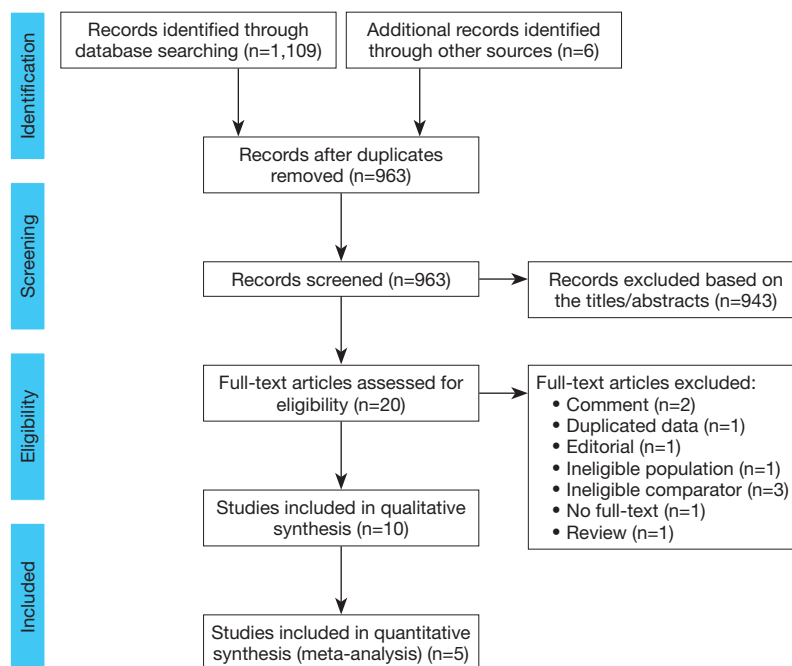 Identification
Records identified through
database searching (n=1,109)
Additional records identified
through other sources (n=6)
Records after duplicates
removed (n=963)
Screening
Records screened (n=963)
Records excluded based on
the titles/abstracts (n=943)
Eligibility
Full-text articles assessed for
eligibility (n=20)
Full-text articles excluded:
• Comment (n=2)
• Duplicated data (n=1)
• Editorial (n=1)
• Ineligible population (n=1)
• Ineligible comparator (n=3)
• No full-text (n=1)
• Review (n=1)
Studies included in qualitative
synthesis (n=10)
Included
Studies included in quantitative
synthesis (meta-analysis) (n=5)